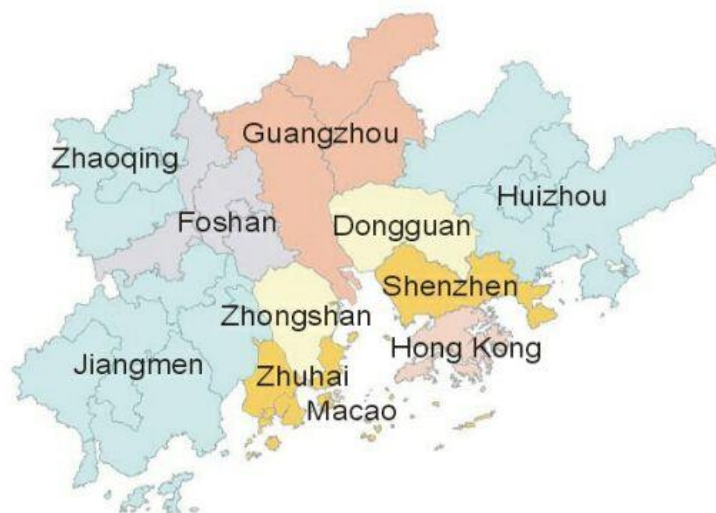 Guangzhou
Zhaoqing
Huizhou
Foshan
Dongguan
Shenzhen
Zhongshan
Hong Kong
Jiangmen
Zhuhai
Macao